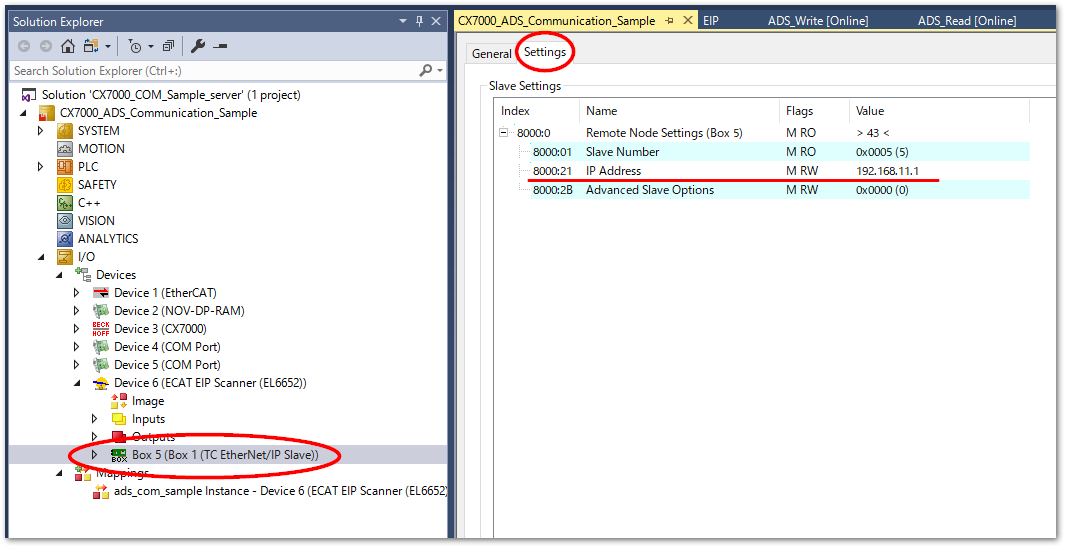 Solution Explorer
Search Solution Explorer (Ctrl+:)
Solution 'CX7000_COM_Sample_server' (1 project)
CX7000_ADS_Communication_Sample
SYSTEM
MOTION
PLC
SAFETY
C++
VISION
ANALYTICS
I/O
Devices
Device 1 (EtherCAT)
Device 2 (NOV-DP-RAM)
BECK HOFF Device 3 (CX7000)
Device 4 (COM Port)
Device 5 (COM Port)
Device 6 (ECAT EIP Scanner (EL6652))
Image
Inputs
Outputs
BOX Box 5 (Box 1 (TC EtherNet/IP Slave))
Mappings
ads_com_sample Instance - Device 6 (ECAT EIP Scanner (EL6652)
CX7000_ADS_Communication_Sample EIP ADS_Write [Online] ADS_Read [Online]
General Settings
Slave Settings
Index Name Flags Value
8000:0 Remote Node Settings (Box 5) M RO > 43 <
8000:01 Slave Number M RO 0x0005 (5)
8000:21 IP Address M RW 192.168.11.1
8000:2B Advanced Slave Options M RW 0x0000 (0)